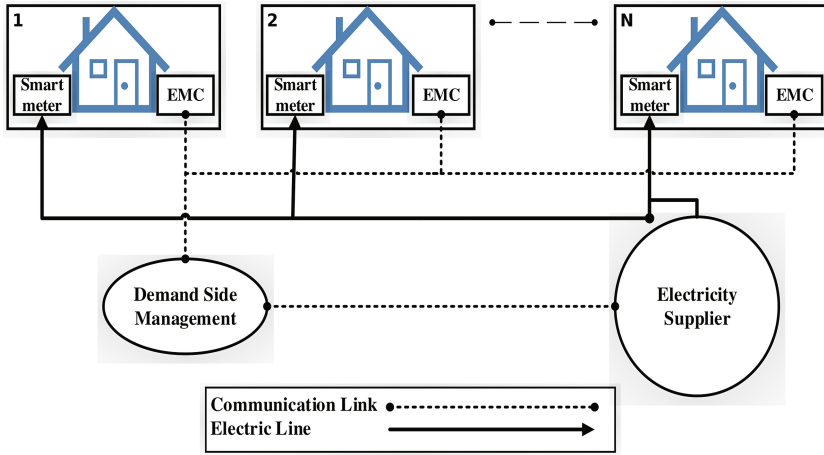 1
Smart
meter
EMC
2
Smart
meter
EMC
N
Smart
meter
EMC
Demand Side
Management
Electricity
Supplier
Communication Link
Electric Line